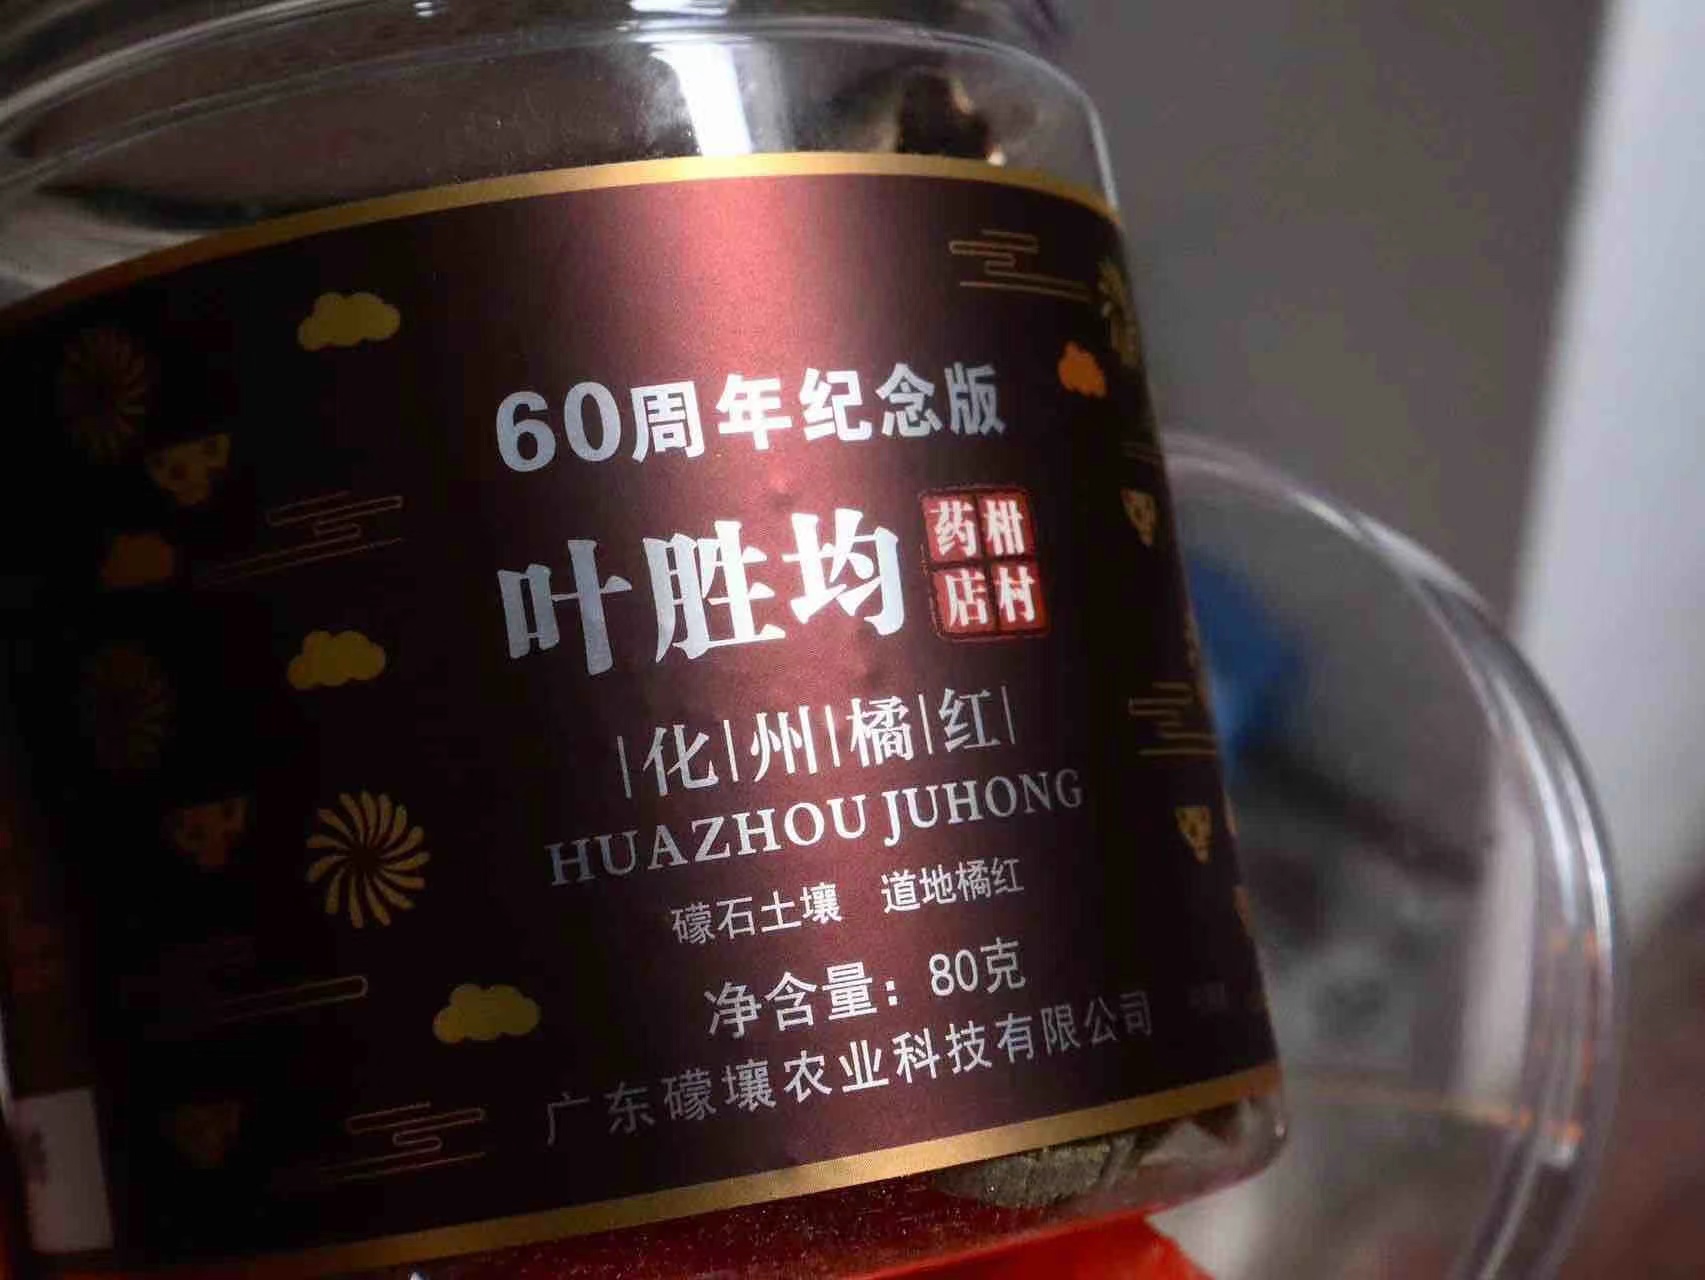 60周年纪念版
叶胜均
柑村
药店
化|州|橘|红
HUAZHOU JUHONG
礞石土壤 道地橘红
净含量：80克
广东礞壤农业科技有限公司